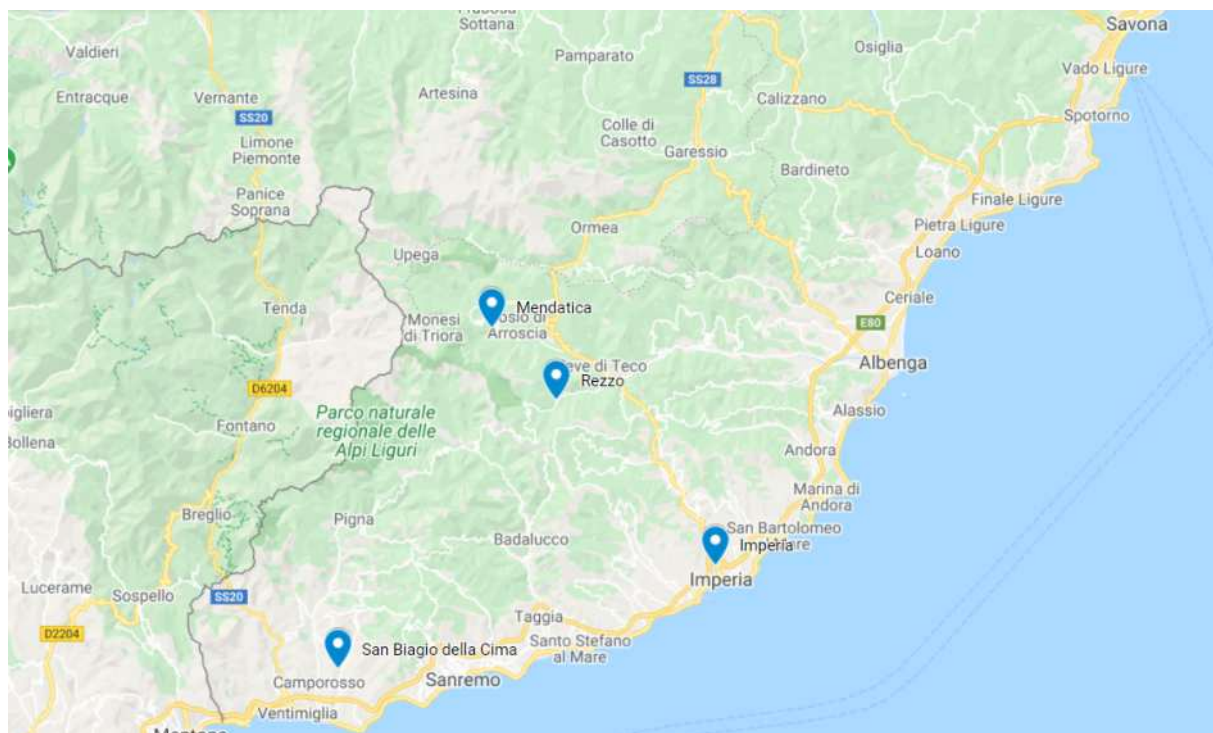 Sottana
Savona
Valdieri
Pamparato
Osiglia
Vado Ligure
SS28
Entracque
Vernante
Artesina
Calizzano
SS20
Spotorno
Colle di
Casotto
Limone
Piemonte
Garessio
Bardineto
Panice
Soprana
Finale Ligure
Ormea
Pietra Ligure
Upega
Loano
Ceriale
Tenda
Mendatica
Monesi
di Triora
Arroscia
E80
Albenga
Rezzo
D6204
Parco naturale
regionale delle
Alpi Liguri
Alassio
Fontano
Andora
Marina di
Andora
Breglio
Pigna
San Bartolomeo
Badalucco
Imperia
Imperia
Lucerame
Sospello
SS20
Taggia
D2204
Santo Stefano
al Mare
San Biagio della Cima
Camporosso
Sanremo
Ventimiglia